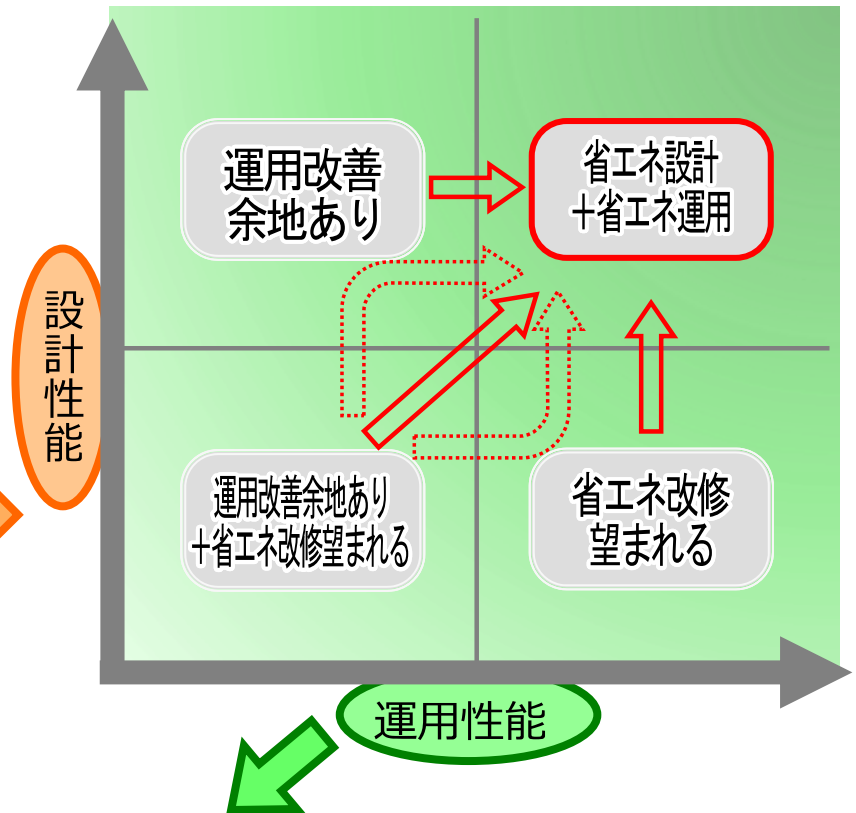 運用改善
余地あり
省エネ設計
＋省エネ運用
設計性能
運用改善余地あり
＋省エネ改修望まれる
省エネ改修
望まれる
運用性能